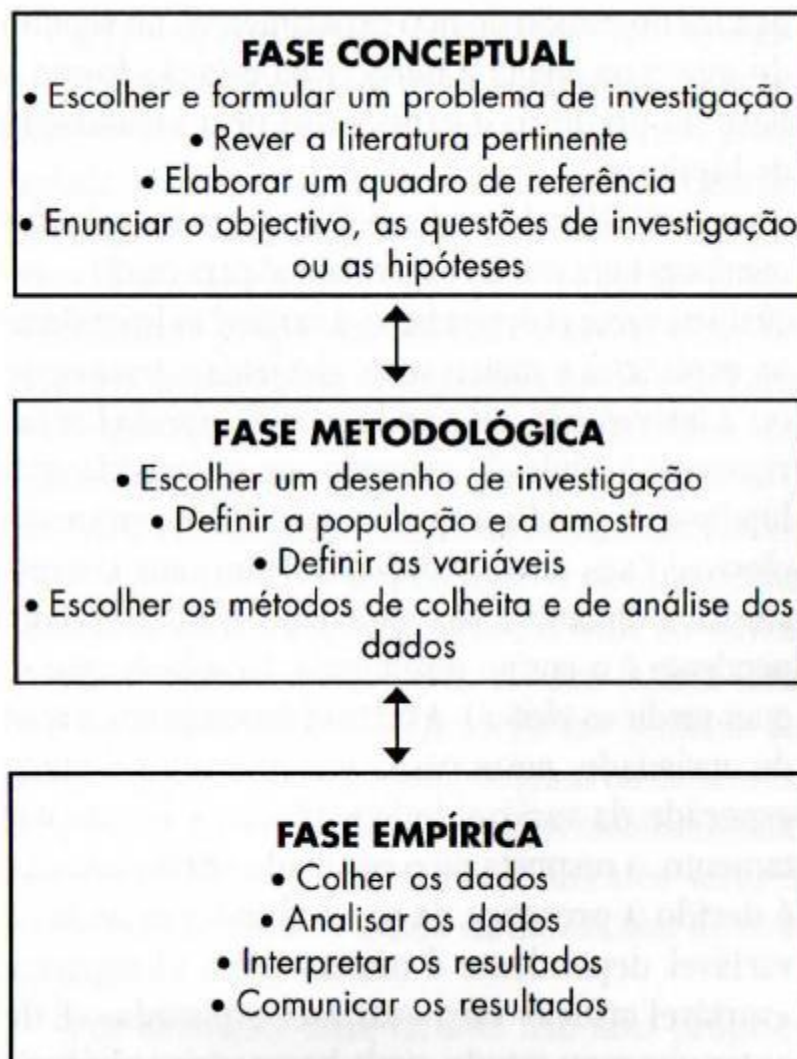 FASE CONCEPTUAL
• Escolher e formular um problema de investigação
• Rever a literatura pertinente
• Elaborar um quadro de referência
• Enunciar o objectivo, as questões de investigação
ou as hipóteses
FASE METODOLÓGICA
• Escolher um desenho de investigação
• Definir a população e a amostra
• Definir as variáveis
• Escolher os métodos de colheita e de análise dos
dados
FASE EMPÍRICA
• Colher os dados
• Analisar os dados
• Interpretar os resultados
• Comunicar os resultados